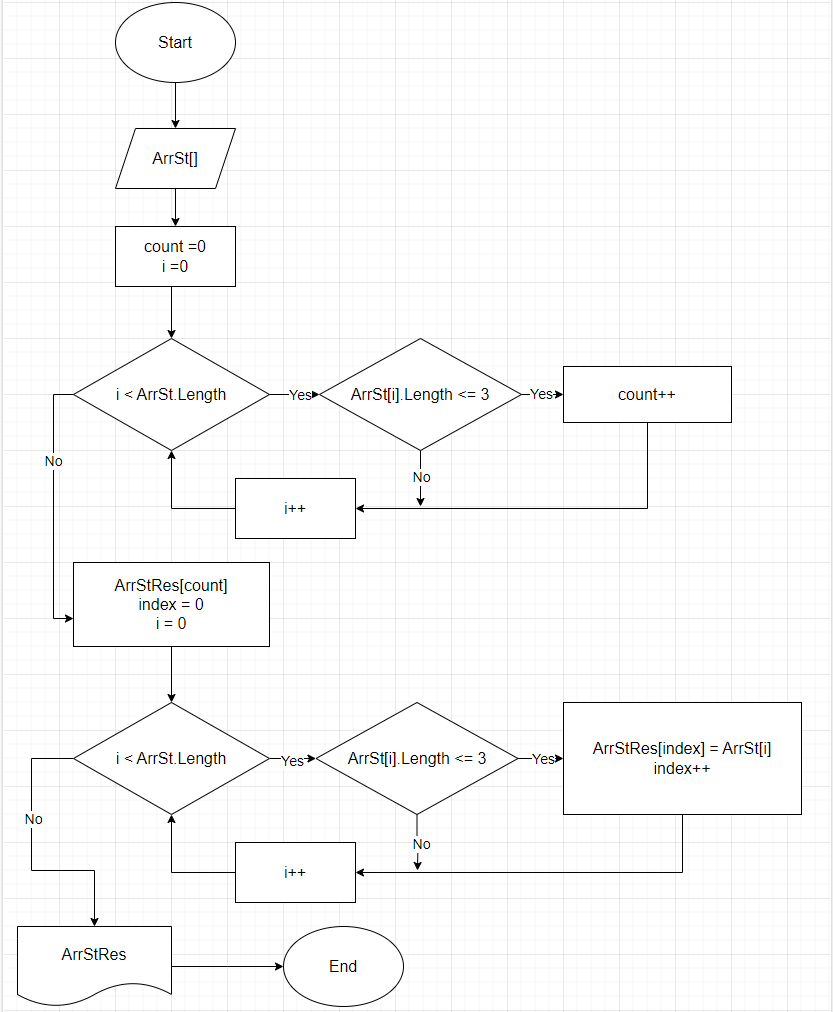 Start
ArrSt[]
count =0
i =0
i < ArrSt.Length
Yes
ArrSt[i].Length <= 3
Yes
count++
No
No
i++
ArrStRes[count]
index = 0
i = 0
i < ArrSt.Length
Yes
ArrSt[i].Length <= 3
Yes
ArrStRes[index] = ArrSt[i]
index++
No
No
i++
ArrStRes
End